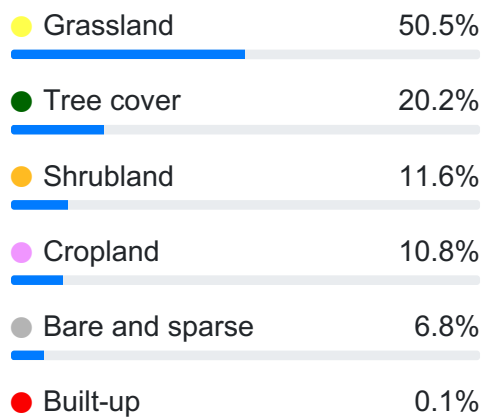 Grassland 50.5%
Tree cover 20.2%
Shrubland 11.6%
Cropland 10.8%
Bare and sparse 6.8%
Built-up 0.1%